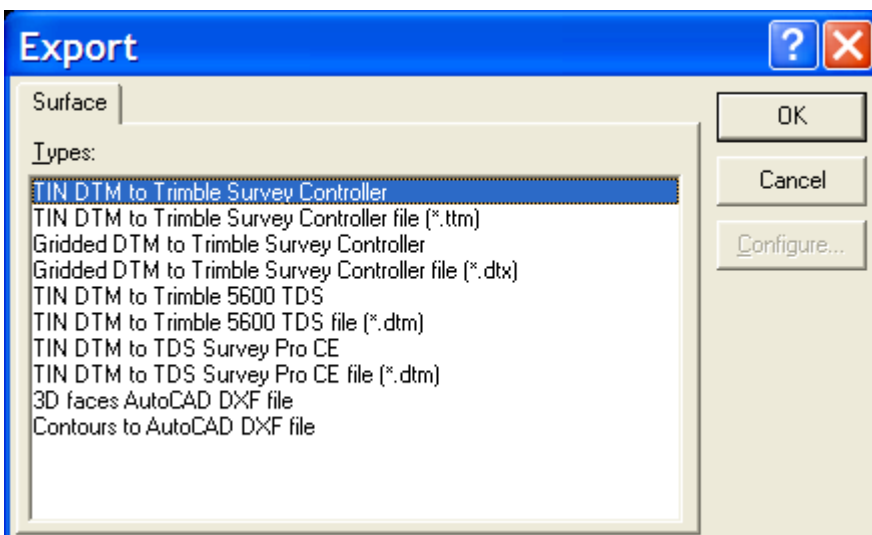 Export
Surface
OK
Types:
Cancel
Configure...
TIN DTM to Trimble Survey Controller
TIN DTM to Trimble Survey Controller file (*.ttm)
Gridded DTM to Trimble Survey Controller
Gridded DTM to Trimble Survey Controller file (*.dtx)
TIN DTM to Trimble 5600 TDS
TIN DTM to Trimble 5600 TDS file (*.dtm)
TIN DTM to TDS Survey Pro CE
TIN DTM to TDS Survey Pro CE file (*.dtm)
3D faces AutoCAD DXF file
Contours to AutoCAD DXF file